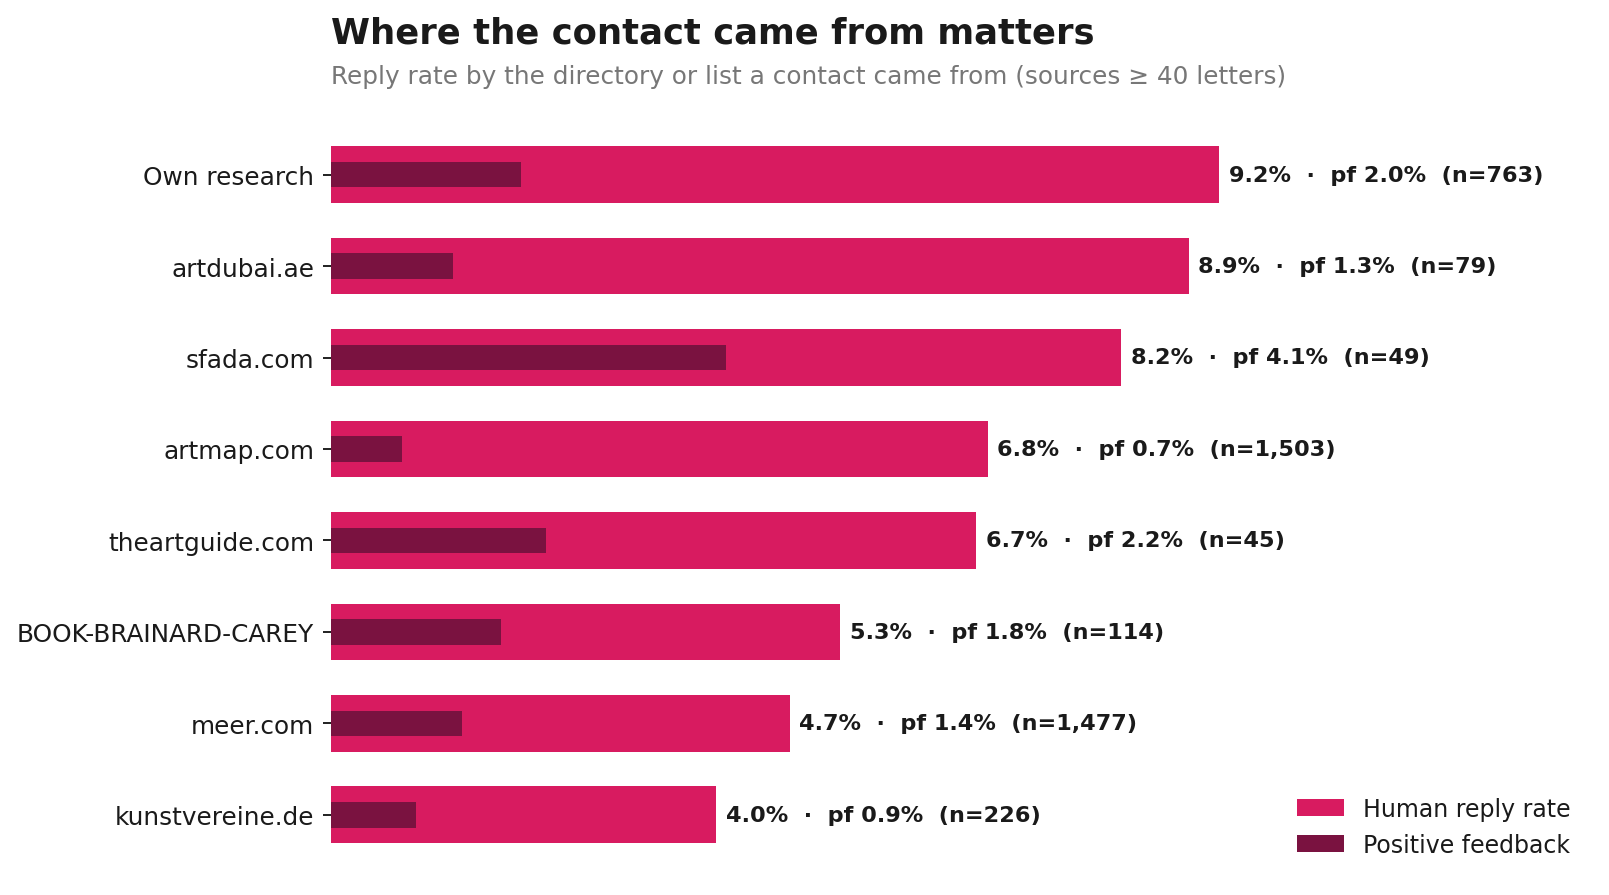 Where the contact came from matters
Reply rate by the directory or list a contact came from (sources ≥ 40 letters)
Own research 9.2% · pf 2.0% (n=763)
artdubai.ae 8.9% · pf 1.3% (n=79)
sfada.com 8.2% · pf 4.1% (n=49)
artmap.com 6.8% · pf 0.7% (n=1,503)
theartguide.com 6.7% · pf 2.2% (n=45)
BOOK-BRAINARD-CAREY 5.3% · pf 1.8% (n=114)
meer.com 4.7% · pf 1.4% (n=1,477)
kunstvereine.de 4.0% · pf 0.9% (n=226)
Human reply rate
Positive feedback